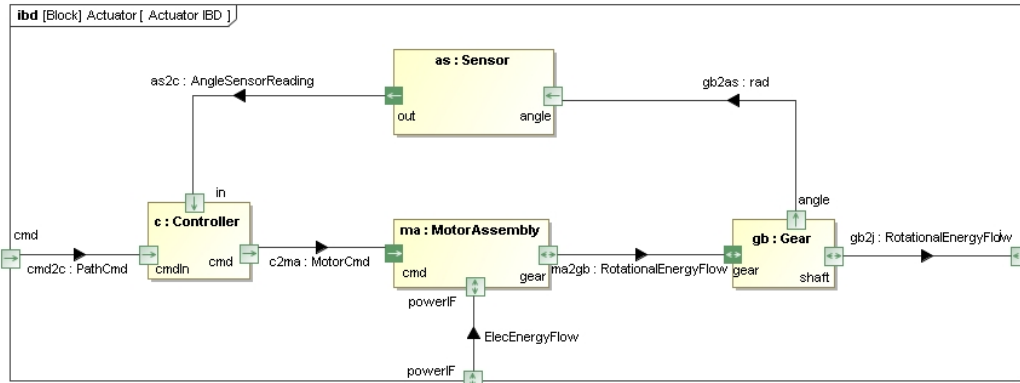 ibd [Block] Actuator [ Actuator IBD ]
as : Sensor
as2c : AngleSensorReading
gb2as : rad
out
angle
in
angle
c : Controller
ma : MotorAssembly
gb : Gear
cmd
gb2j : RotationalEnergyFlow
j
cmd2c : PathCmd
cmdIn
cmd
c2ma : MotorCmd
cmd
gear
ma2gb : RotationalEnergyFlow
gear
shaft
powerIF
ElecEnergyFlow
powerIF